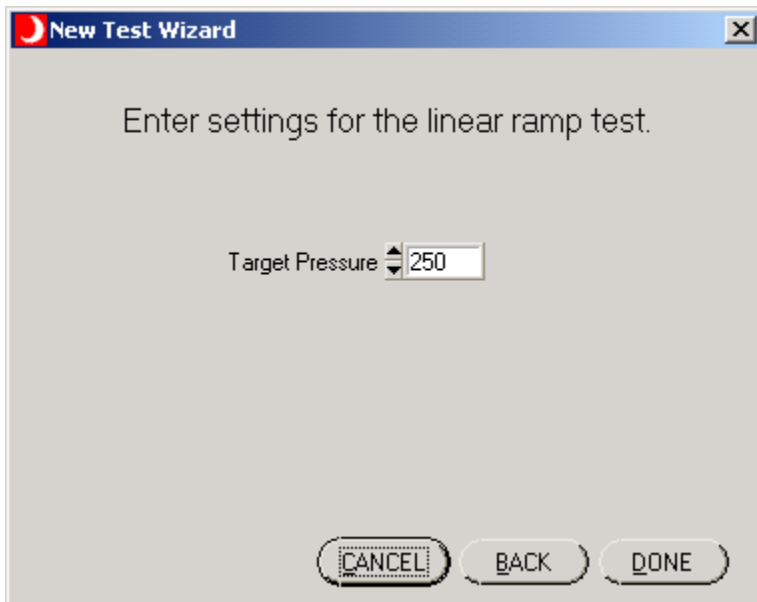 New Test Wizard
Enter settings for the linear ramp test.
Target Pressure 250
CANCEL BACK DONE